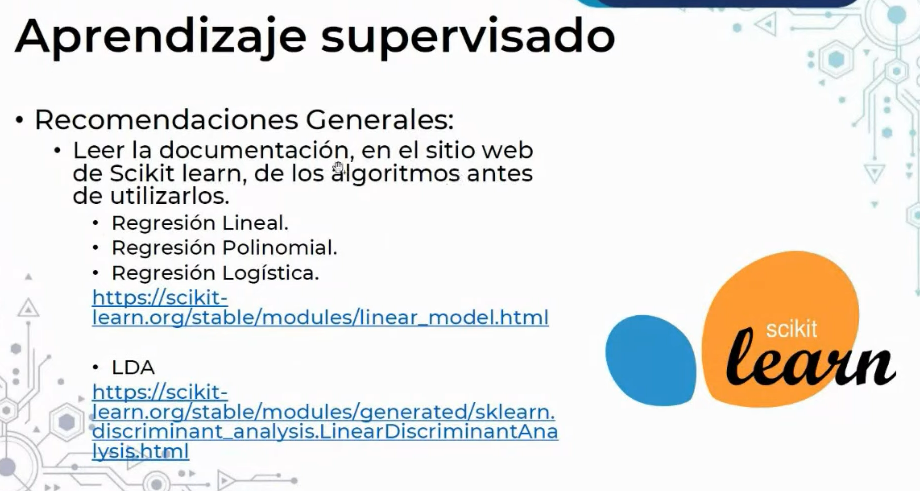 Aprendizaje supervisado
• Recomendaciones Generales:
• Leer la documentación, en el sitio web
de Scikit learn, de los algoritmos antes
de utilizarlos.
• Regresión Lineal.
• Regresión Polinomial.
• Regresión Logística.
https://scikit-
learn.org/stable/modules/linear_model.html
• LDA
https://scikit-
learn.org/stable/modules/generated/sklearn.
discriminant_analysis.LinearDiscriminantAna
lysis.html
scikit
learn